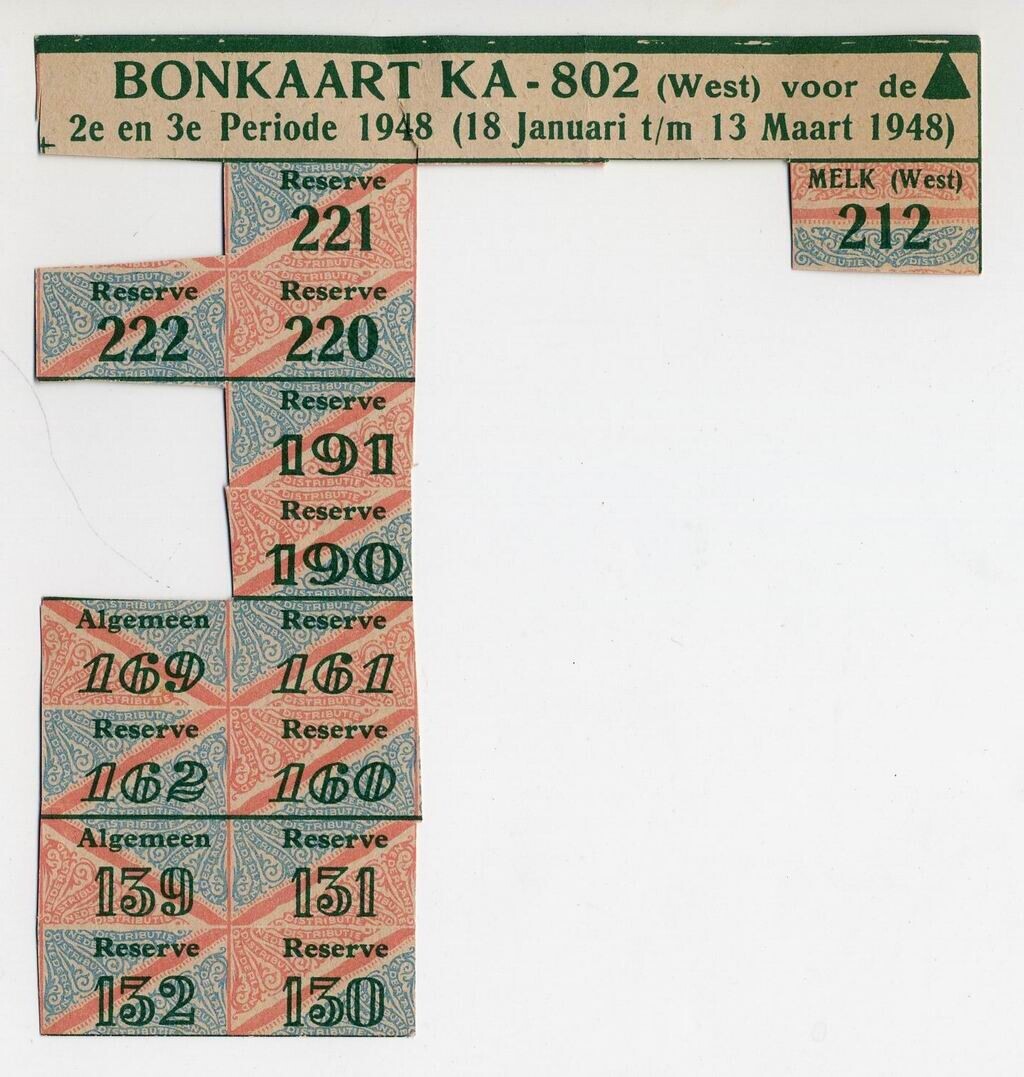 BONKAART KA - 802 (West) voor de
2e en 3e Periode 1948 (18 Januari t/m 13 Maart 1948)
Reserve
221
MELK (West)
212
Reserve
222
Reserve
220
Reserve
191
Reserve
190
Algemeen
169
Reserve
161
Reserve
162
Reserve
160
Algemeen
139
Reserve
131
Reserve
132
Reserve
130